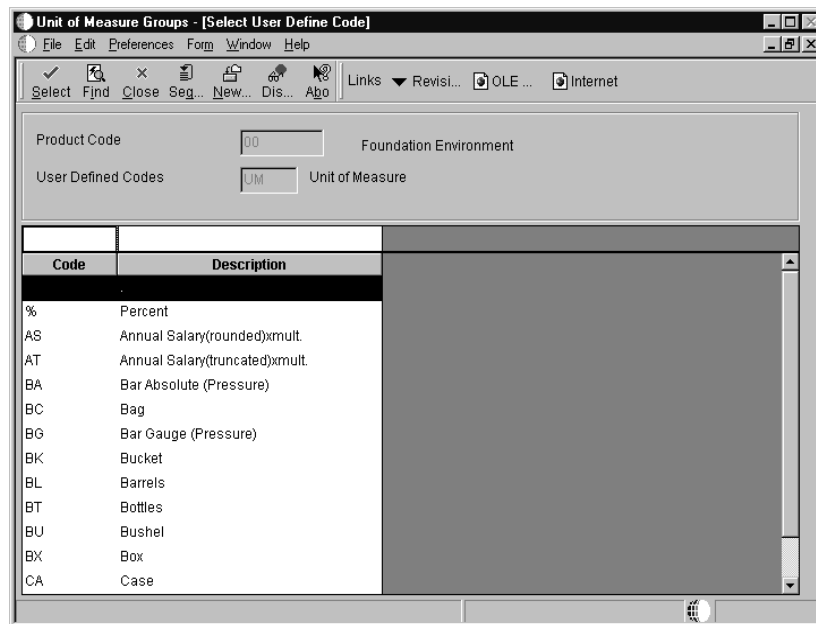 Unit of Measure Groups - [Select User Define Code]
File Edit Preferences Form Window Help
Select Find Close Seq... New... Dis... Abo Links Revisi... OLE ... Internet
Product Code 00 Foundation Environment
User Defined Codes UM Unit of Measure
Code Description
.
% Percent
AS Annual Salary(rounded)xmult.
AT Annual Salary(truncated)xmult.
BA Bar Absolute (Pressure)
BC Bag
BG Bar Gauge (Pressure)
BK Bucket
BL Barrels
BT Bottles
BU Bushel
BX Box
CA Case